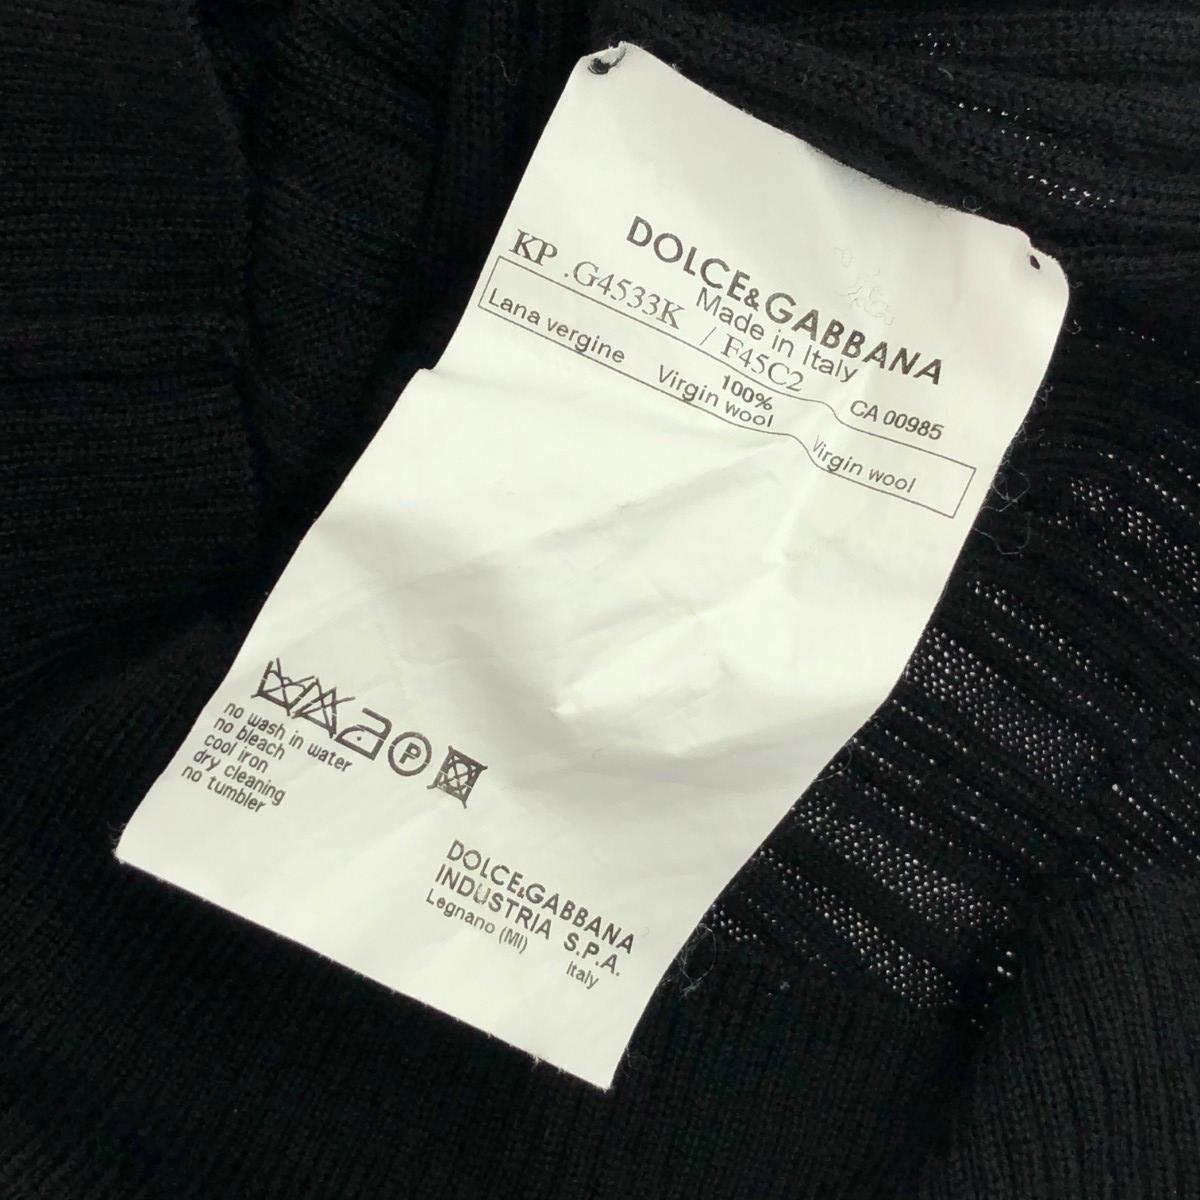 DOLCE&GABBANA
Made in Italy
KP .G4533K / F45C2 CA 00985
Lana vergine 100% Virgin wool Virgin wool
P
no wash in water
no bleach
cool iron
dry cleaning
no tumbler
DOLCE&GABBANA
INDUSTRIA S.P.A.
Legnano (MI) Italy